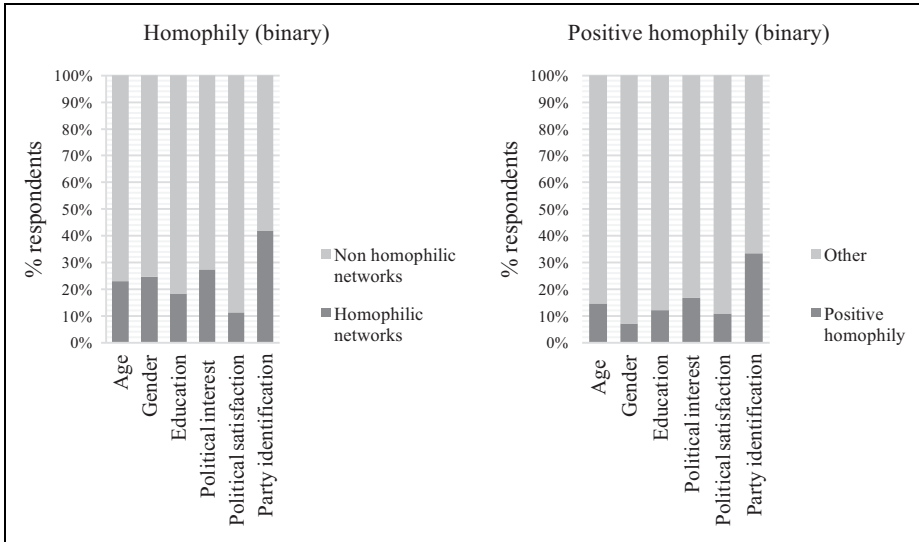 Homophily (binary)
% respondents
100%
90%
80%
70%
60%
50%
40%
30%
20%
10%
0%
Age
Gender
Education
Political interest
Political satisfaction
Party identification
Non homophilic
networks
Homophilic
networks
Positive homophily (binary)
% respondents
100%
90%
80%
70%
60%
50%
40%
30%
20%
10%
0%
Age
Gender
Education
Political interest
Political satisfaction
Party identification
Other
Positive
homophily